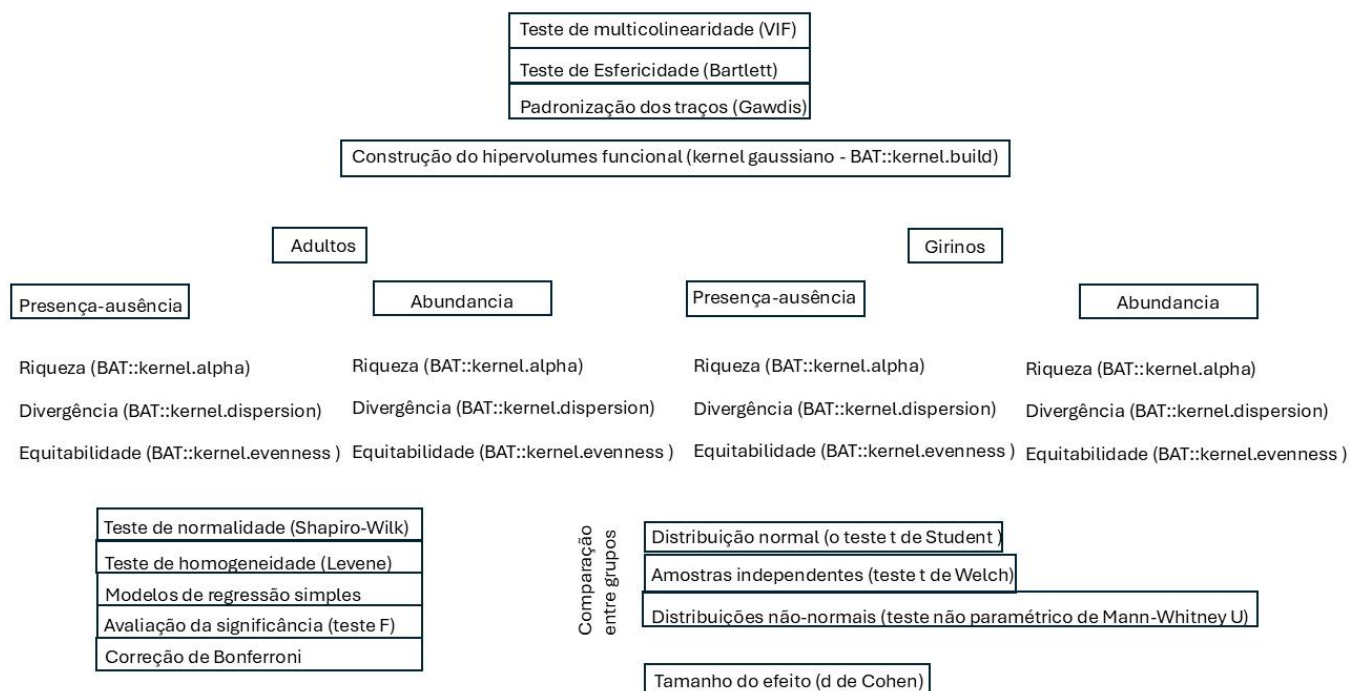 Teste de multicolinearidade (VIF)
Teste de Esfericidade (Bartlett)
Padronização dos traços (Gawdis)
Construção do hipervolumes funcional (kernel gaussiano - BAT::kernel.build)
Adultos
Girinos
Presença-ausência
Abundancia
Presença-ausência
Abundancia
Riqueza (BAT::kernel.alpha)
Divergência (BAT::kernel.dispersion)
Equitabilidade (BAT::kernel.evenness )
Riqueza (BAT::kernel.alpha)
Divergência (BAT::kernel.dispersion)
Equitabilidade (BAT::kernel.evenness )
Riqueza (BAT::kernel.alpha)
Divergência (BAT::kernel.dispersion)
Equitabilidade (BAT::kernel.evenness )
Riqueza (BAT::kernel.alpha)
Divergência (BAT::kernel.dispersion)
Equitabilidade (BAT::kernel.evenness )
Teste de normalidade (Shapiro-Wilk)
Teste de homogeneidade (Levene)
Modelos de regressão simples
Avaliação da significância (teste F)
Correção de Bonferroni
Comparação
entre grupos
Distribuição normal (o teste t de Student )
Amostras independentes (teste t de Welch)
Distribuições não-normais (teste não paramétrico de Mann-Whitney U)
Tamanho do efeito (d de Cohen)